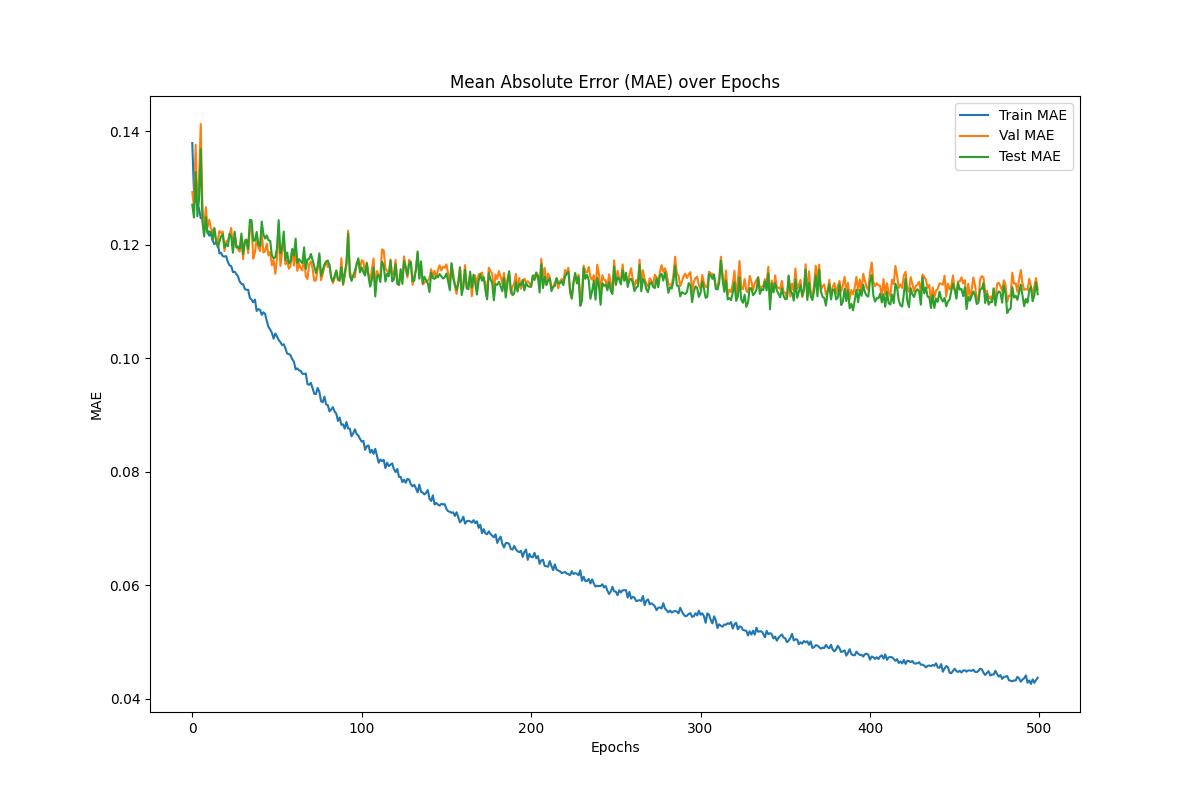 Mean Absolute Error (MAE) over Epochs
Train MAE
Val MAE
Test MAE
0.14
0.12
0.10
0.08
0.06
0.04
MAE
0 100 200 300 400 500
Epochs